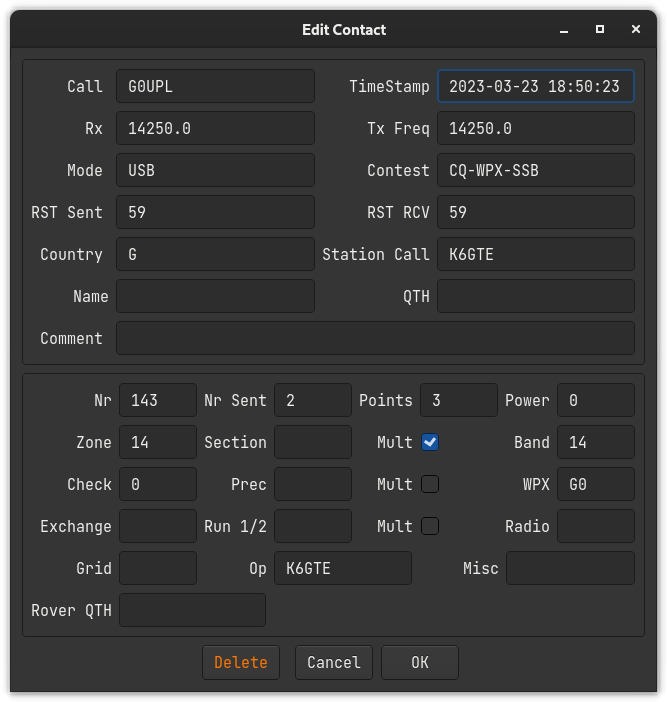 Edit Contact
Call G0UPL TimeStamp 2023-03-23 18:50:23
Rx 14250.0 Tx Freq 14250.0
Mode USB Contest CQ-WPX-SSB
RST Sent 59 RST RCV 59
Country G Station Call K6GTE
Name QTH
Comment
Nr 143 Nr Sent 2 Points 3 Power 0
Zone 14 Section Mult Band 14
Check 0 Prec Mult WPX G0
Exchange Run 1/2 Mult Radio
Grid Op K6GTE Misc
Rover QTH
Delete Cancel OK